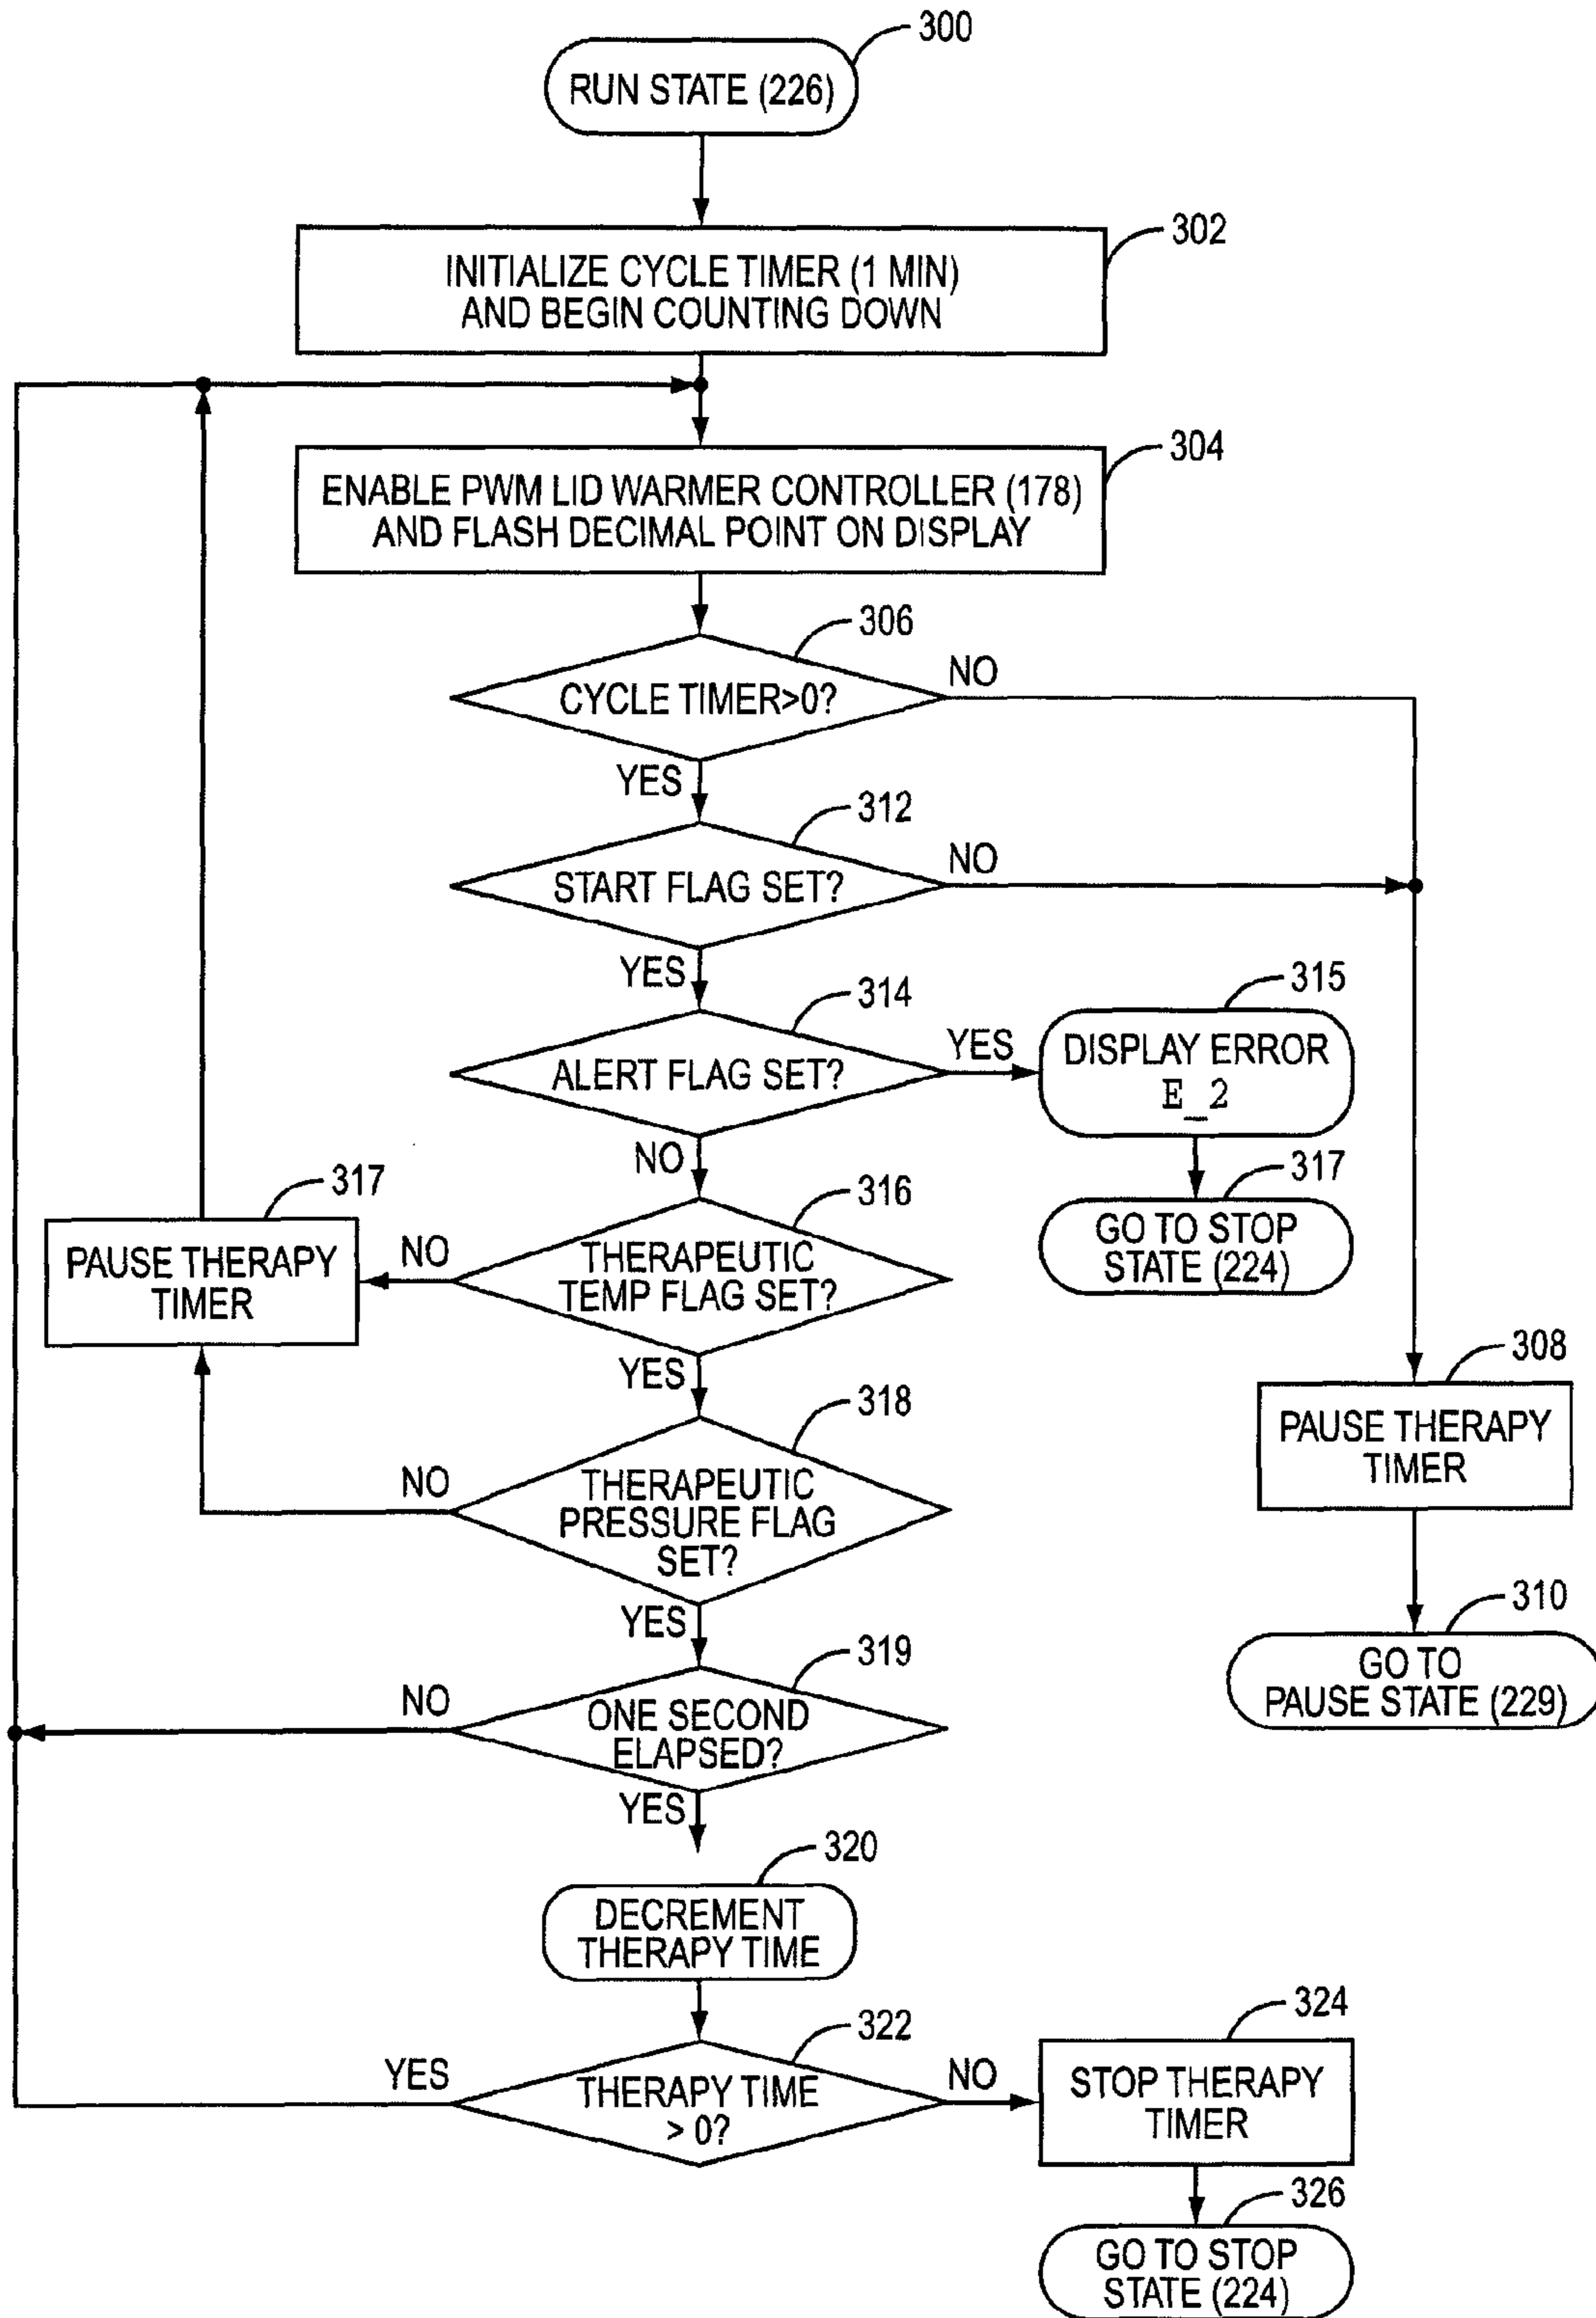 300
RUN STATE (226)
302
INITIALIZE CYCLE TIMER (1 MIN)
AND BEGIN COUNTING DOWN
304
ENABLE PWM LID WARMER CONTROLLER (178)
AND FLASH DECIMAL POINT ON DISPLAY
306
CYCLE TIMER>0?
NO
YES
312
START FLAG SET?
NO
YES
314
ALERT FLAG SET?
YES
315
DISPLAY ERROR
E_2
NO
317
GO TO STOP
STATE (224)
316
THERAPEUTIC
TEMP FLAG SET?
NO
317
PAUSE THERAPY
TIMER
YES
308
PAUSE THERAPY
TIMER
318
THERAPEUTIC
PRESSURE FLAG
SET?
NO
YES
310
GO TO
PAUSE STATE (229)
319
ONE SECOND
ELAPSED?
NO
YES
320
DECREMENT
THERAPY TIME
322
THERAPY TIME
> 0?
YES
NO
324
STOP THERAPY
TIMER
326
GO TO STOP
STATE (224)